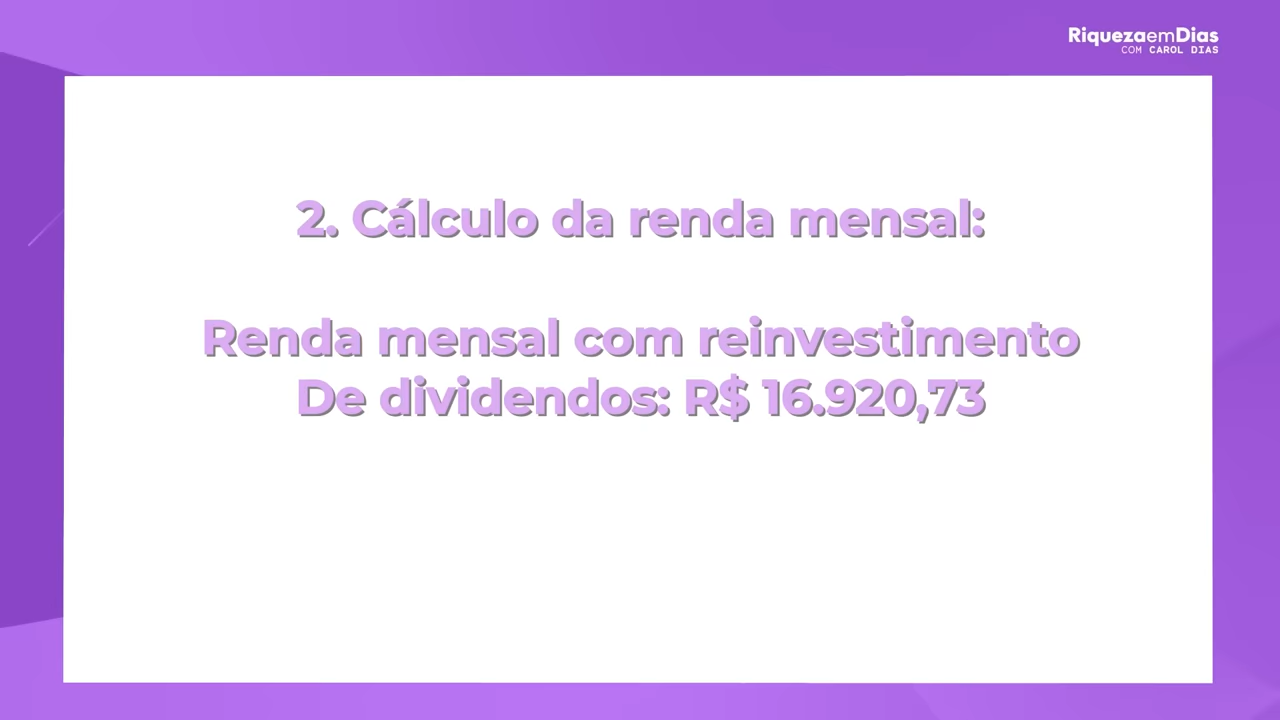 RiquezaemDias
COM CAROL DIAS
2. Cálculo da renda mensal:
Renda mensal com reinvestimento
De dividendos: R$ 16.920,73